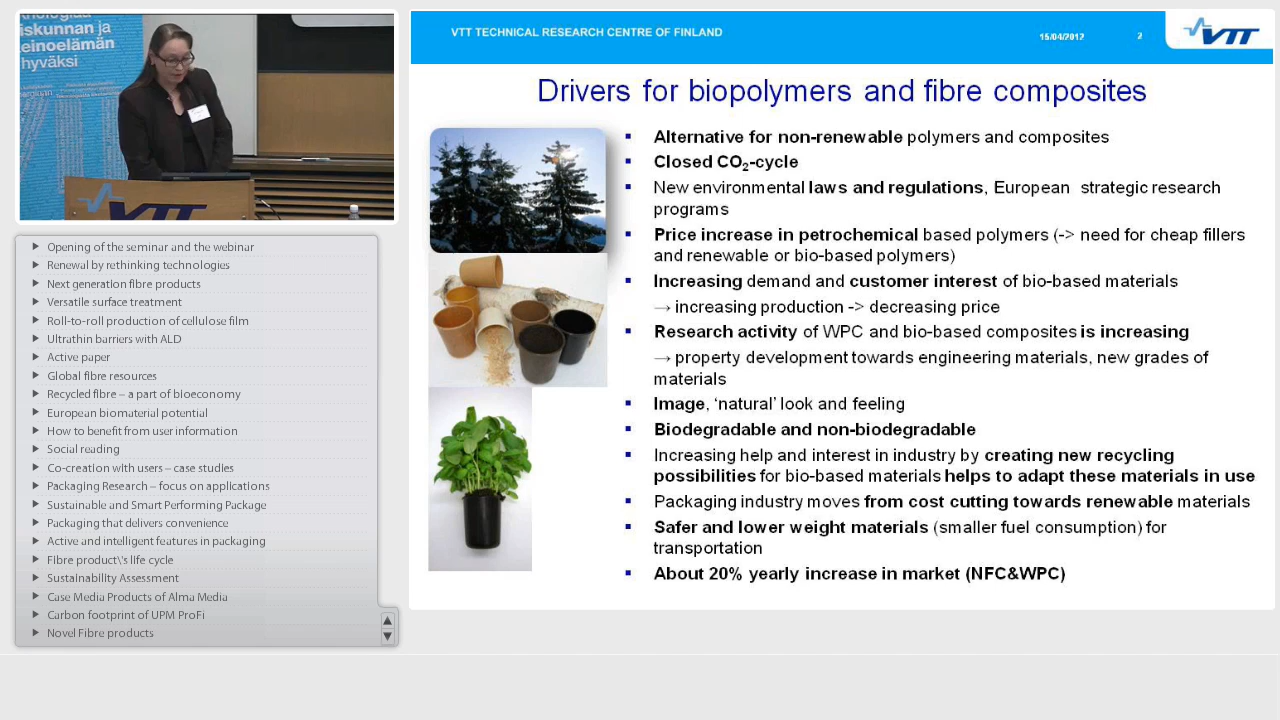 knologiaa
iskunnan ja
einoelämän
hyväksi
VTT
Opening of the seminar and the webinar
Renewal by rethinking technologies
Next generation fibre products
Versatile surface treatment
Roll-to-roll production of cellulose film
Ultrathin barriers with ALD
Active paper
Global fibre resources
Recycled fibre – a part of bioeconomy
European biomaterial potential
How to benefit from user information
Social reading
Co-creation with users – case studies
Packaging Research – focus on applications
Sustainable and Smart Performing Package
Packaging that delivers convenience
Active and intelligent features in packaging
Fibre product\'s life cycle
Sustainability Assessment
Case Media Products of Alma Media
Carbon footprint of UPM ProFi
Novel Fibre products
VTT TECHNICAL RESEARCH CENTRE OF FINLAND
15/04/2012
2
VTT
Drivers for biopolymers and fibre composites
▪ Alternative for non-renewable polymers and composites
▪ Closed CO2-cycle
▪ New environmental laws and regulations, European strategic research
programs
▪ Price increase in petrochemical based polymers (-> need for cheap fillers
and renewable or bio-based polymers)
▪ Increasing demand and customer interest of bio-based materials
→ increasing production -> decreasing price
▪ Research activity of WPC and bio-based composites is increasing
→ property development towards engineering materials, new grades of
materials
▪ Image, ‘natural’ look and feeling
▪ Biodegradable and non-biodegradable
▪ Increasing help and interest in industry by creating new recycling
possibilities for bio-based materials helps to adapt these materials in use
▪ Packaging industry moves from cost cutting towards renewable materials
▪ Safer and lower weight materials (smaller fuel consumption) for
transportation
▪ About 20% yearly increase in market (NFC&WPC)